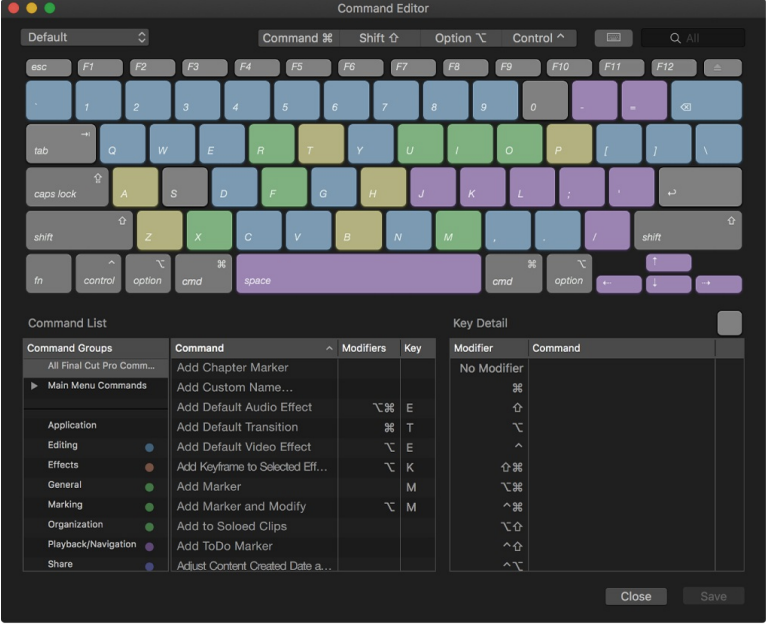 Command Editor
Default Command ⌘ Shift ⇧ Option ⌥ Control ^ All
esc F1 F2 F3 F4 F5 F6 F7 F8 F9 F10 F11 F12
` 1 2 3 4 5 6 7 8 9 0 - = ⌫
tab ⇥ Q W E R T Y U I O P [ ] \
caps lock ⇪ A S D F G H J K L ; ' ↩
shift ⇧ Z X C V B N M , . / shift ⇧
fn control ^ option ⌥ cmd ⌘ space cmd ⌘ option ⌥ ← ↑ ↓ →
Command List
Key Detail
Command Groups
All Final Cut Pro Comm...
Main Menu Commands
Application
Editing
Effects
General
Marking
Organization
Playback/Navigation
Share
Command Modifiers Key
Add Chapter Marker
Add Custom Name...
Add Default Audio Effect ⌥⌘ E
Add Default Transition ⌘ T
Add Default Video Effect ⌥ E
Add Keyframe to Selected Eff... ⌥ K
Add Marker M
Add Marker and Modify ⌥ M
Add to Soloed Clips
Add ToDo Marker
Adjust Content Created Date a...
Modifier Command
No Modifier
⌘
⇧
⌥
^
⇧⌘
⌥⌘
^⌘
⌥⇧
^⇧
^⌥
Close Save